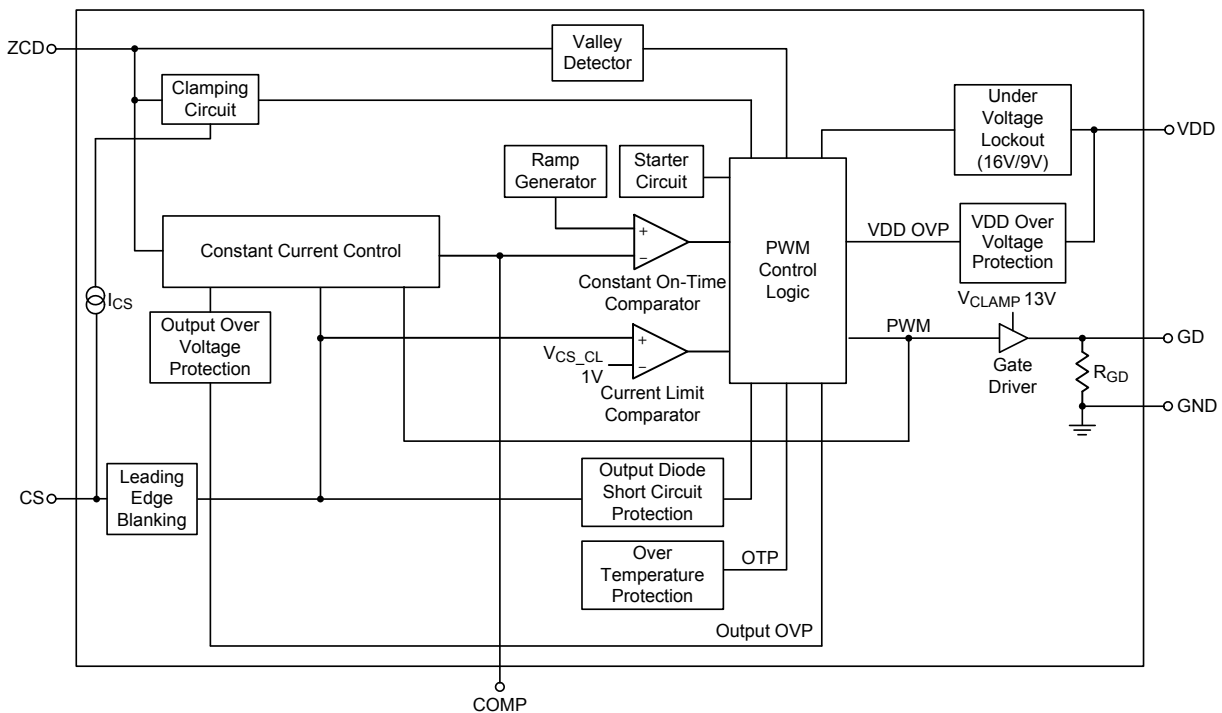 ZCD
Valley
Detector
Clamping
Circuit
Under
Voltage
Lockout
(16V/9V)
VDD
Ramp
Generator
Starter
Circuit
Constant Current Control
+
−
Constant On-Time
Comparator
PWM
Control
Logic
VDD OVP
VDD Over
Voltage
Protection
ICS
Output Over
Voltage
Protection
VCLAMP 13V
PWM
GD
VCS_CL
1V
+
−
Current Limit
Comparator
Gate
Driver
RGD
GND
CS
Leading
Edge
Blanking
Output Diode
Short Circuit
Protection
Over
Temperature
Protection
OTP
Output OVP
COMP